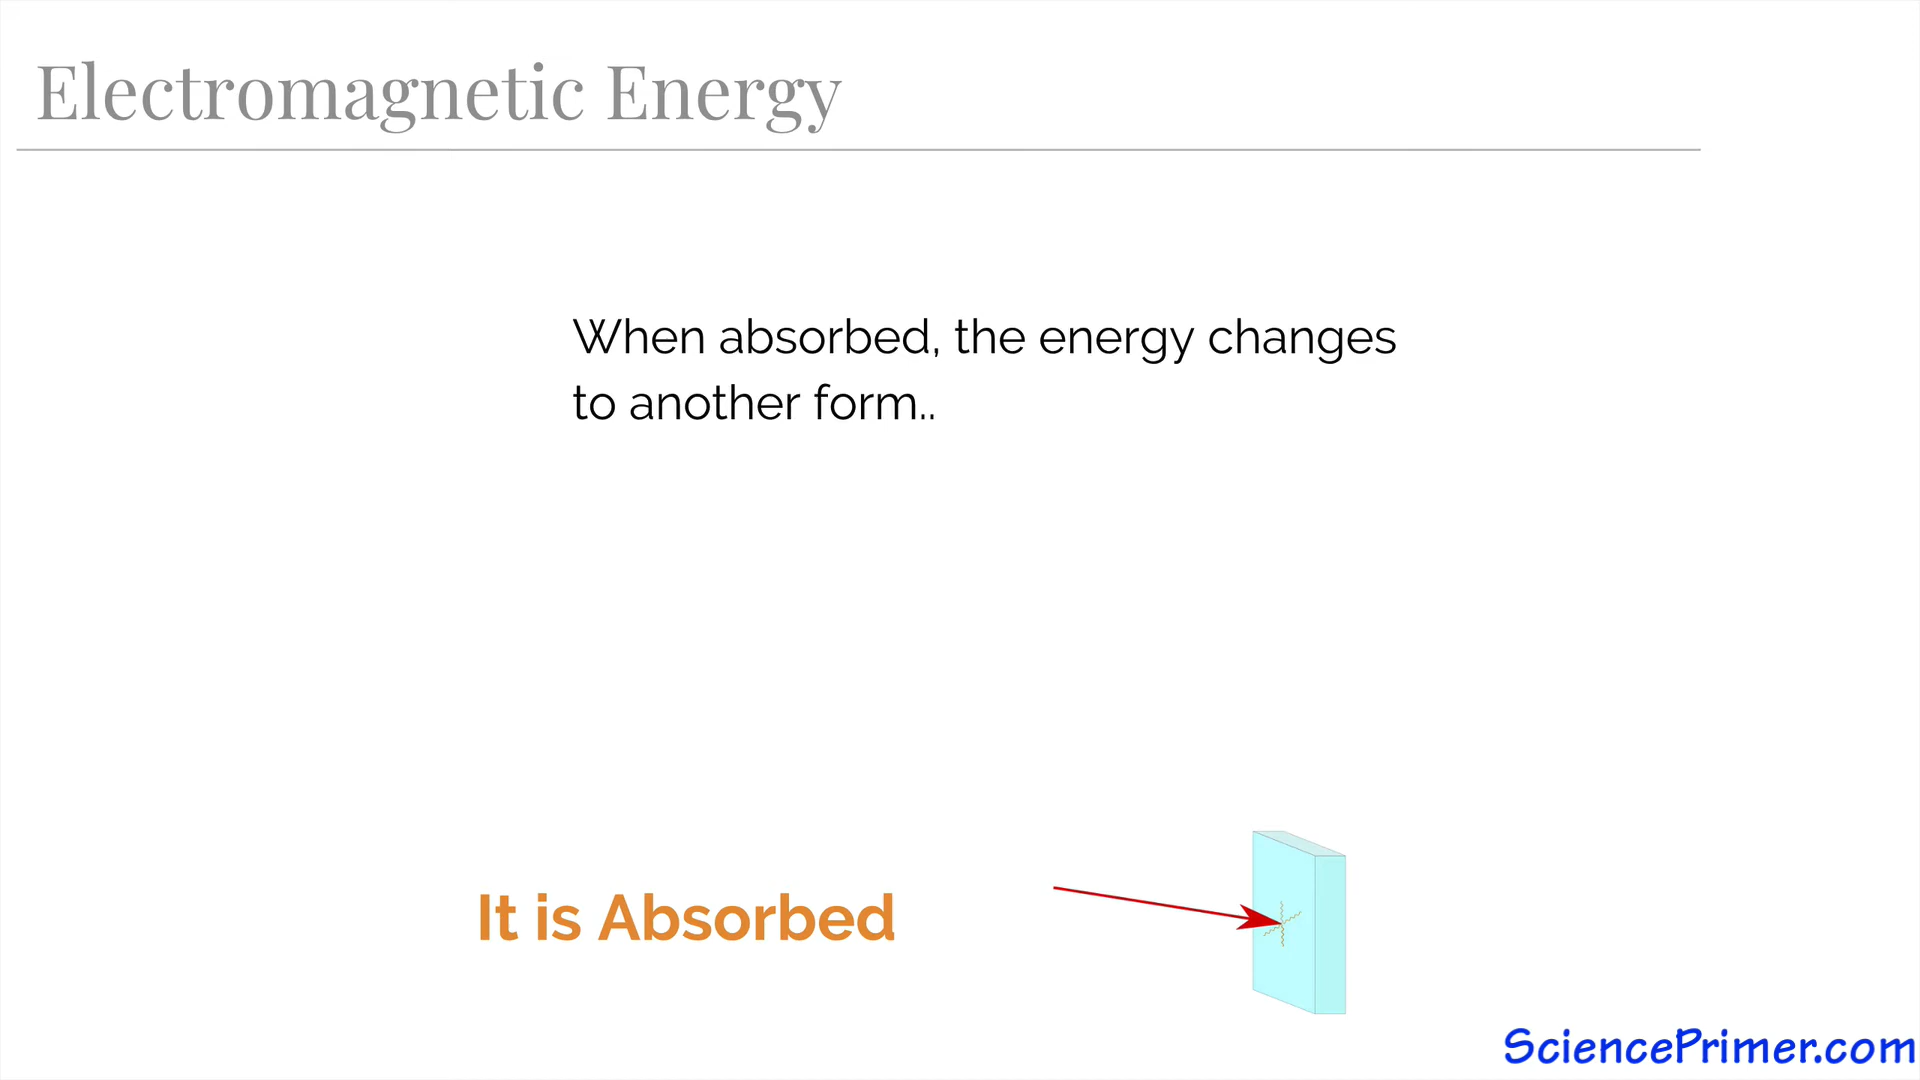 Electromagnetic Energy
When absorbed, the energy changes
to another form..
It is Absorbed
SciencePrimer.com